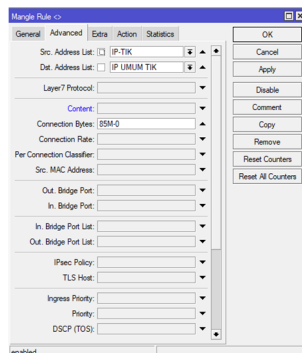 Mangle Rule <>
General Advanced Extra Action Statistics
Src. Address List: IP-TIK
Dst. Address List: IP UMUM TIK
Layer7 Protocol:
Content:
Connection Bytes: 85M-0
Connection Rate:
Per Connection Classifier:
Src. MAC Address:
Out. Bridge Port:
In. Bridge Port:
In. Bridge Port List:
Out. Bridge Port List:
IPsec Policy:
TLS Host:
Ingress Priority:
Priority:
DSCP (TOS):
OK
Cancel
Apply
Disable
Comment
Copy
Remove
Reset Counters
Reset All Counters
enabled